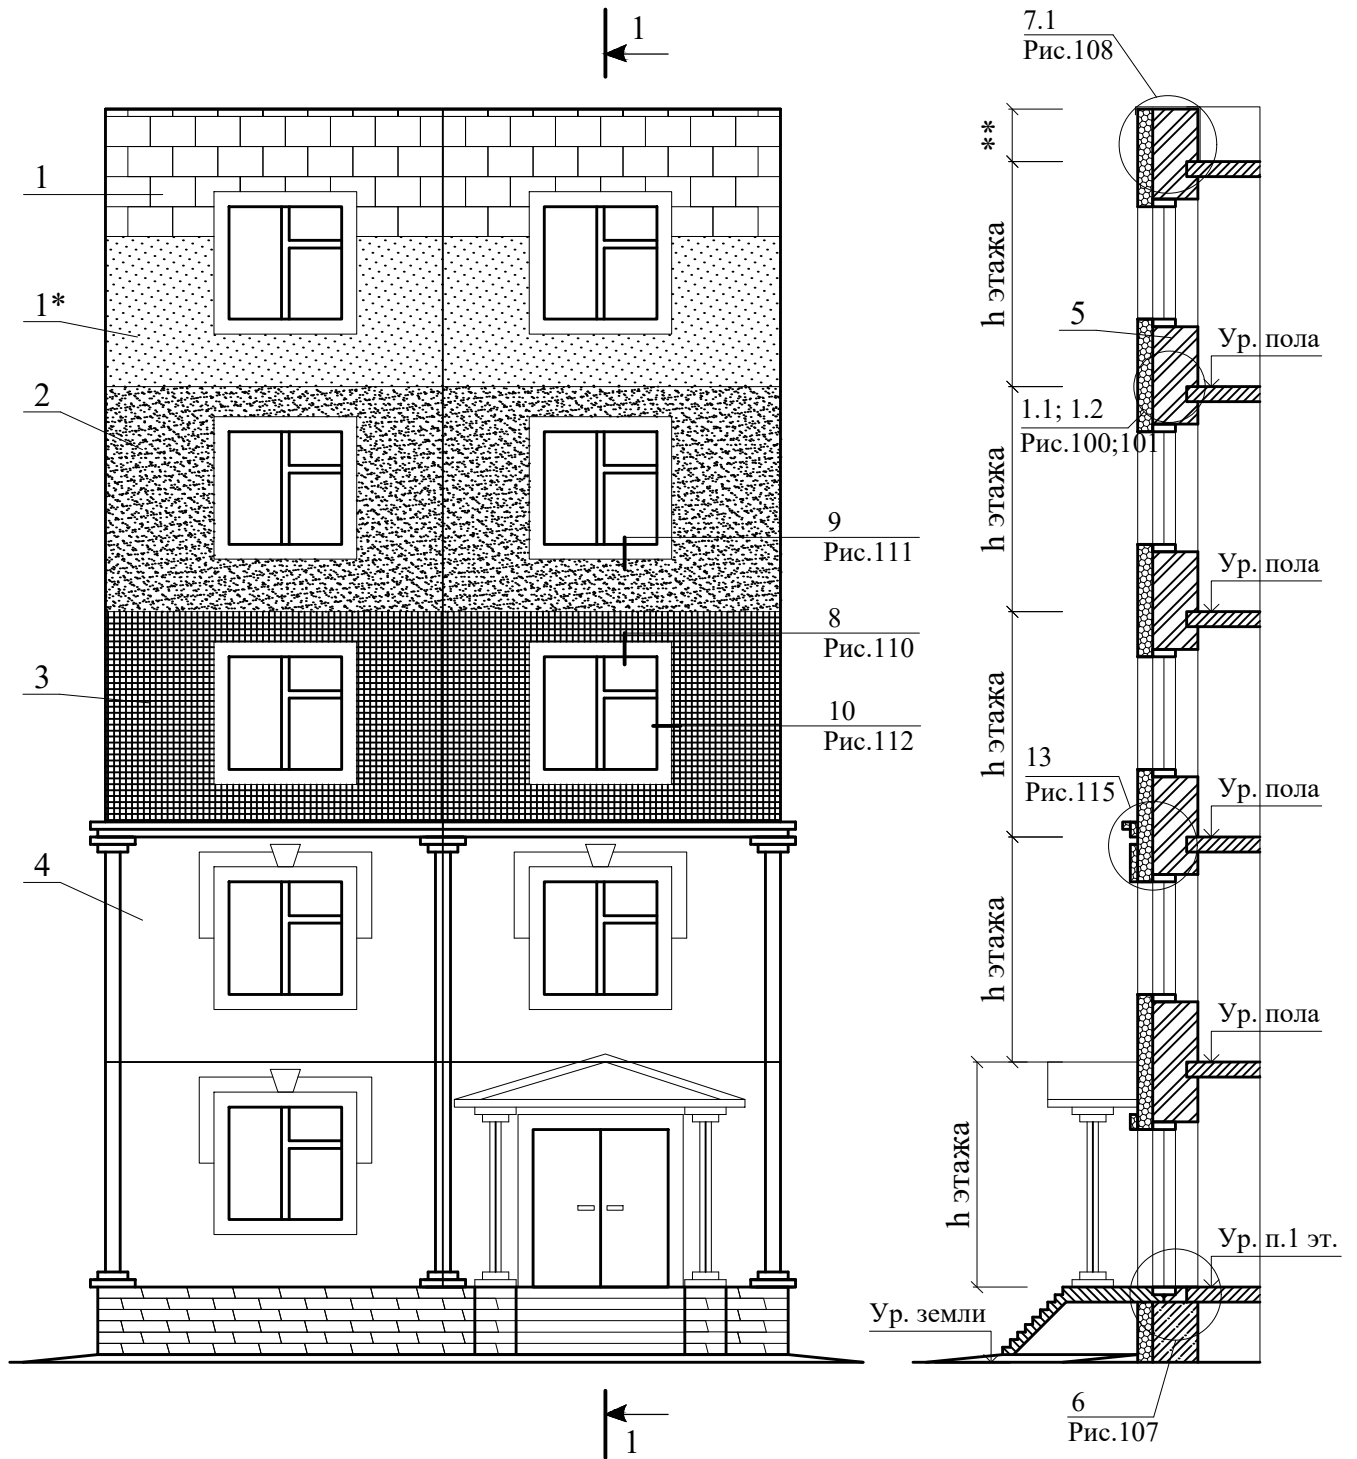 1
7.1
Рис.108
**
1
h этажа
1*
5
Ур. пола
2
1.1; 1.2
Рис.100;101
h этажа
9
Рис.111
Ур. пола
8
Рис.110
3
h этажа
10
Рис.112
13
Рис.115
Ур. пола
4
h этажа
Ур. пола
h этажа
Ур. п.1 эт.
Ур. земли
6
Рис.107
1